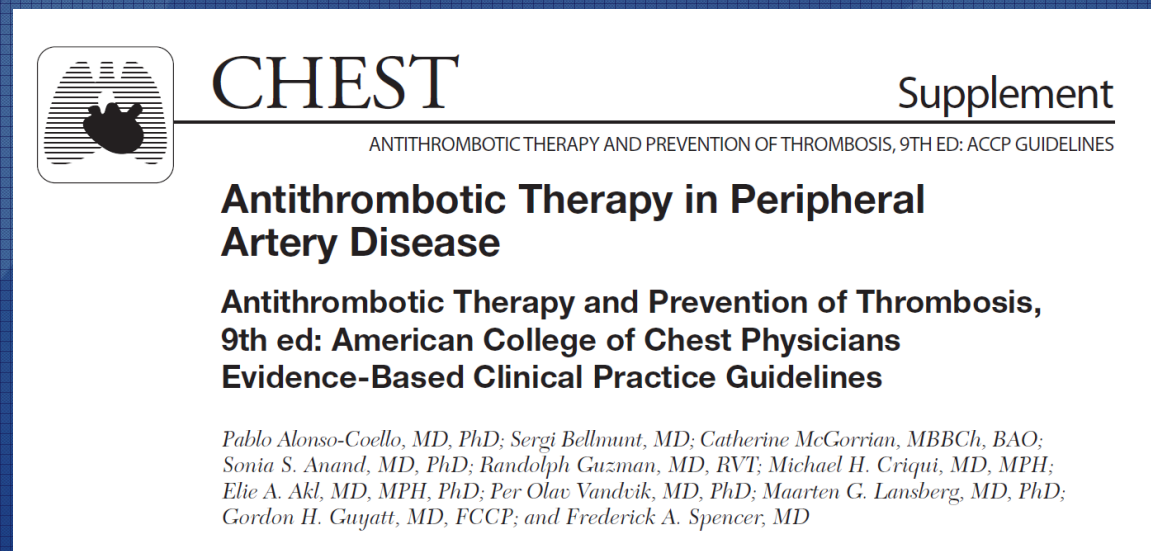 CHEST
Supplement
ANTITHROMBOTIC THERAPY AND PREVENTION OF THROMBOSIS, 9TH ED: ACCP GUIDELINES
Antithrombotic Therapy in Peripheral
Artery Disease
Antithrombotic Therapy and Prevention of Thrombosis,
9th ed: American College of Chest Physicians
Evidence-Based Clinical Practice Guidelines
Pablo Alonso-Coello, MD, PhD; Sergi Bellmunt, MD; Catherine McGorrian, MBBCh, BAO;
Sonia S. Anand, MD, PhD; Randolph Guzman, MD, RVT; Michael H. Criqui, MD, MPH;
Elie A. Akl, MD, MPH, PhD; Per Olav Vandvik, MD, PhD; Maarten G. Lansberg, MD, PhD;
Gordon H. Guyatt, MD, FCCP; and Frederick A. Spencer, MD